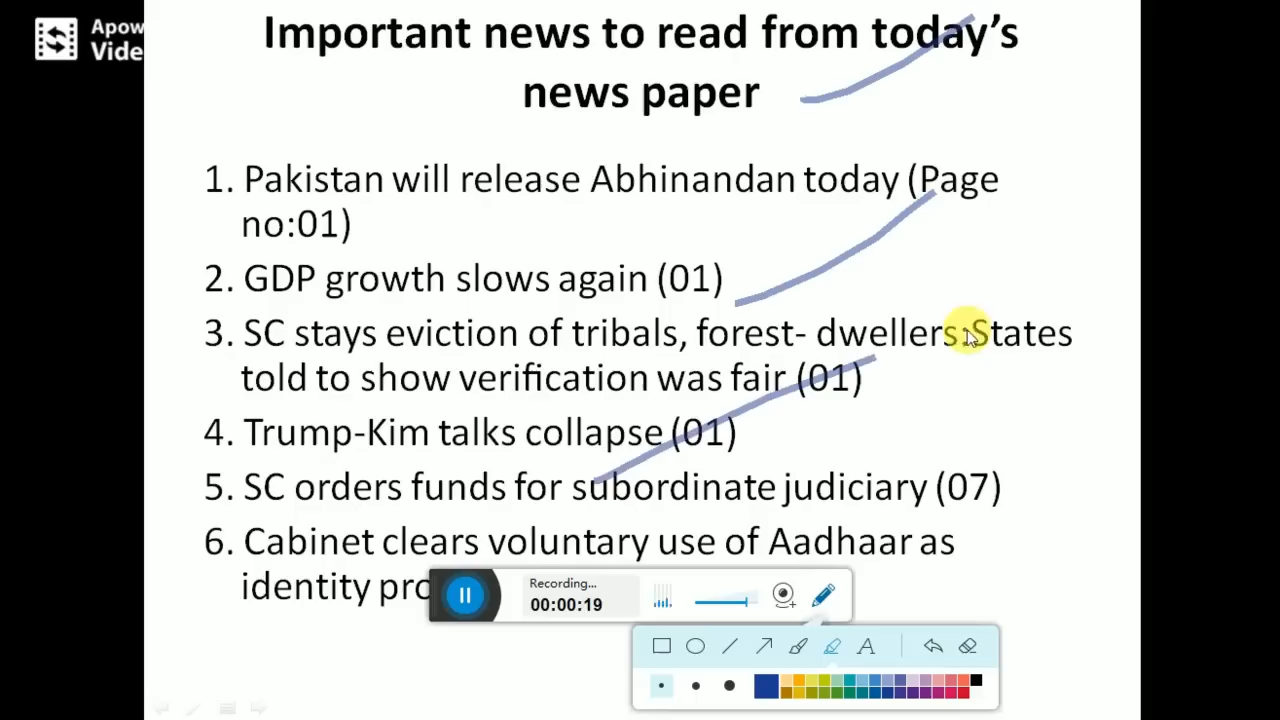 Apow
Vide
Important news to read from today's
news paper
1. Pakistan will release Abhinandan today (Page
no:01)
2. GDP growth slows again (01)
3. SC stays eviction of tribals, forest- dwellers:States
told to show verification was fair (01)
4. Trump-Kim talks collapse (01)
5. SC orders funds for subordinate judiciary (07)
6. Cabinet clears voluntary use of Aadhaar as
identity pro
Recording...
00:00:19
A